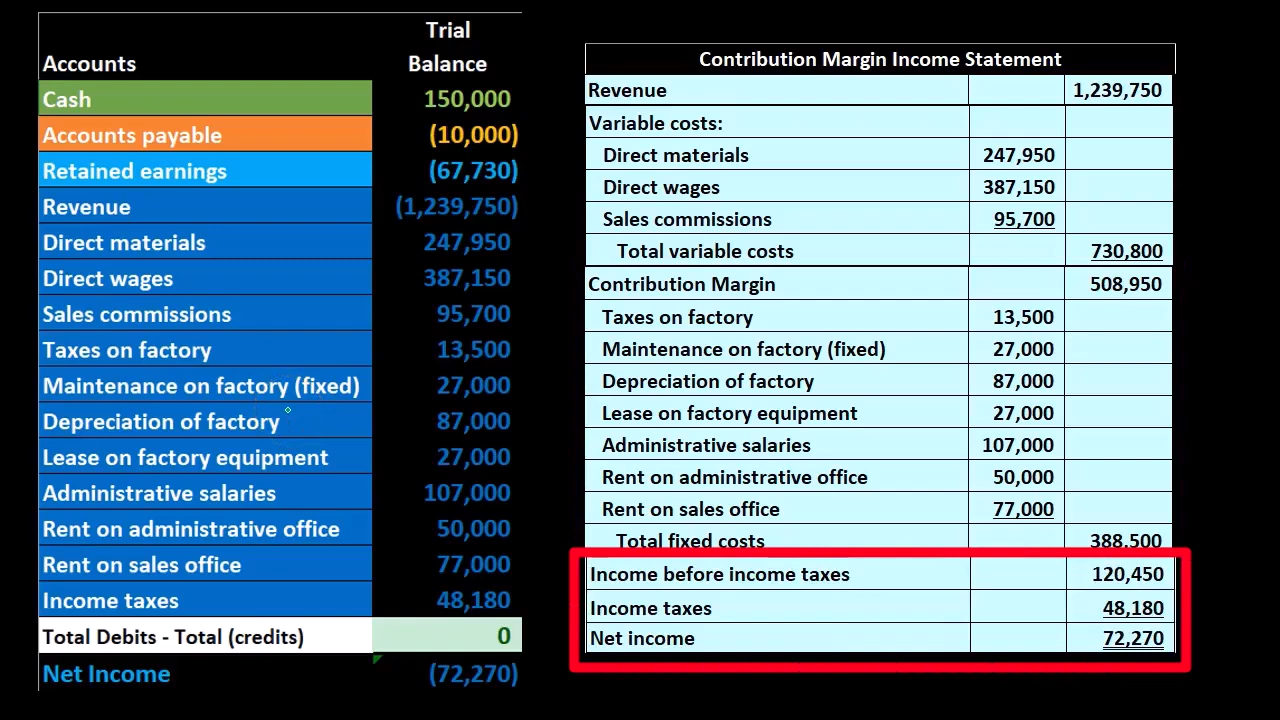 Trial
Accounts Balance
Cash 150,000
Accounts payable (10,000)
Retained earnings (67,730)
Revenue (1,239,750)
Direct materials 247,950
Direct wages 387,150
Sales commissions 95,700
Taxes on factory 13,500
Maintenance on factory (fixed) 27,000
Depreciation of factory 87,000
Lease on factory equipment 27,000
Administrative salaries 107,000
Rent on administrative office 50,000
Rent on sales office 77,000
Income taxes 48,180
Total Debits - Total (credits) 0
Net Income (72,270)
Contribution Margin Income Statement
Revenue 1,239,750
Variable costs:
Direct materials 247,950
Direct wages 387,150
Sales commissions 95,700
Total variable costs 730,800
Contribution Margin 508,950
Taxes on factory 13,500
Maintenance on factory (fixed) 27,000
Depreciation of factory 87,000
Lease on factory equipment 27,000
Administrative salaries 107,000
Rent on administrative office 50,000
Rent on sales office 77,000
Total fixed costs 388,500
Income before income taxes 120,450
Income taxes 48,180
Net income 72,270